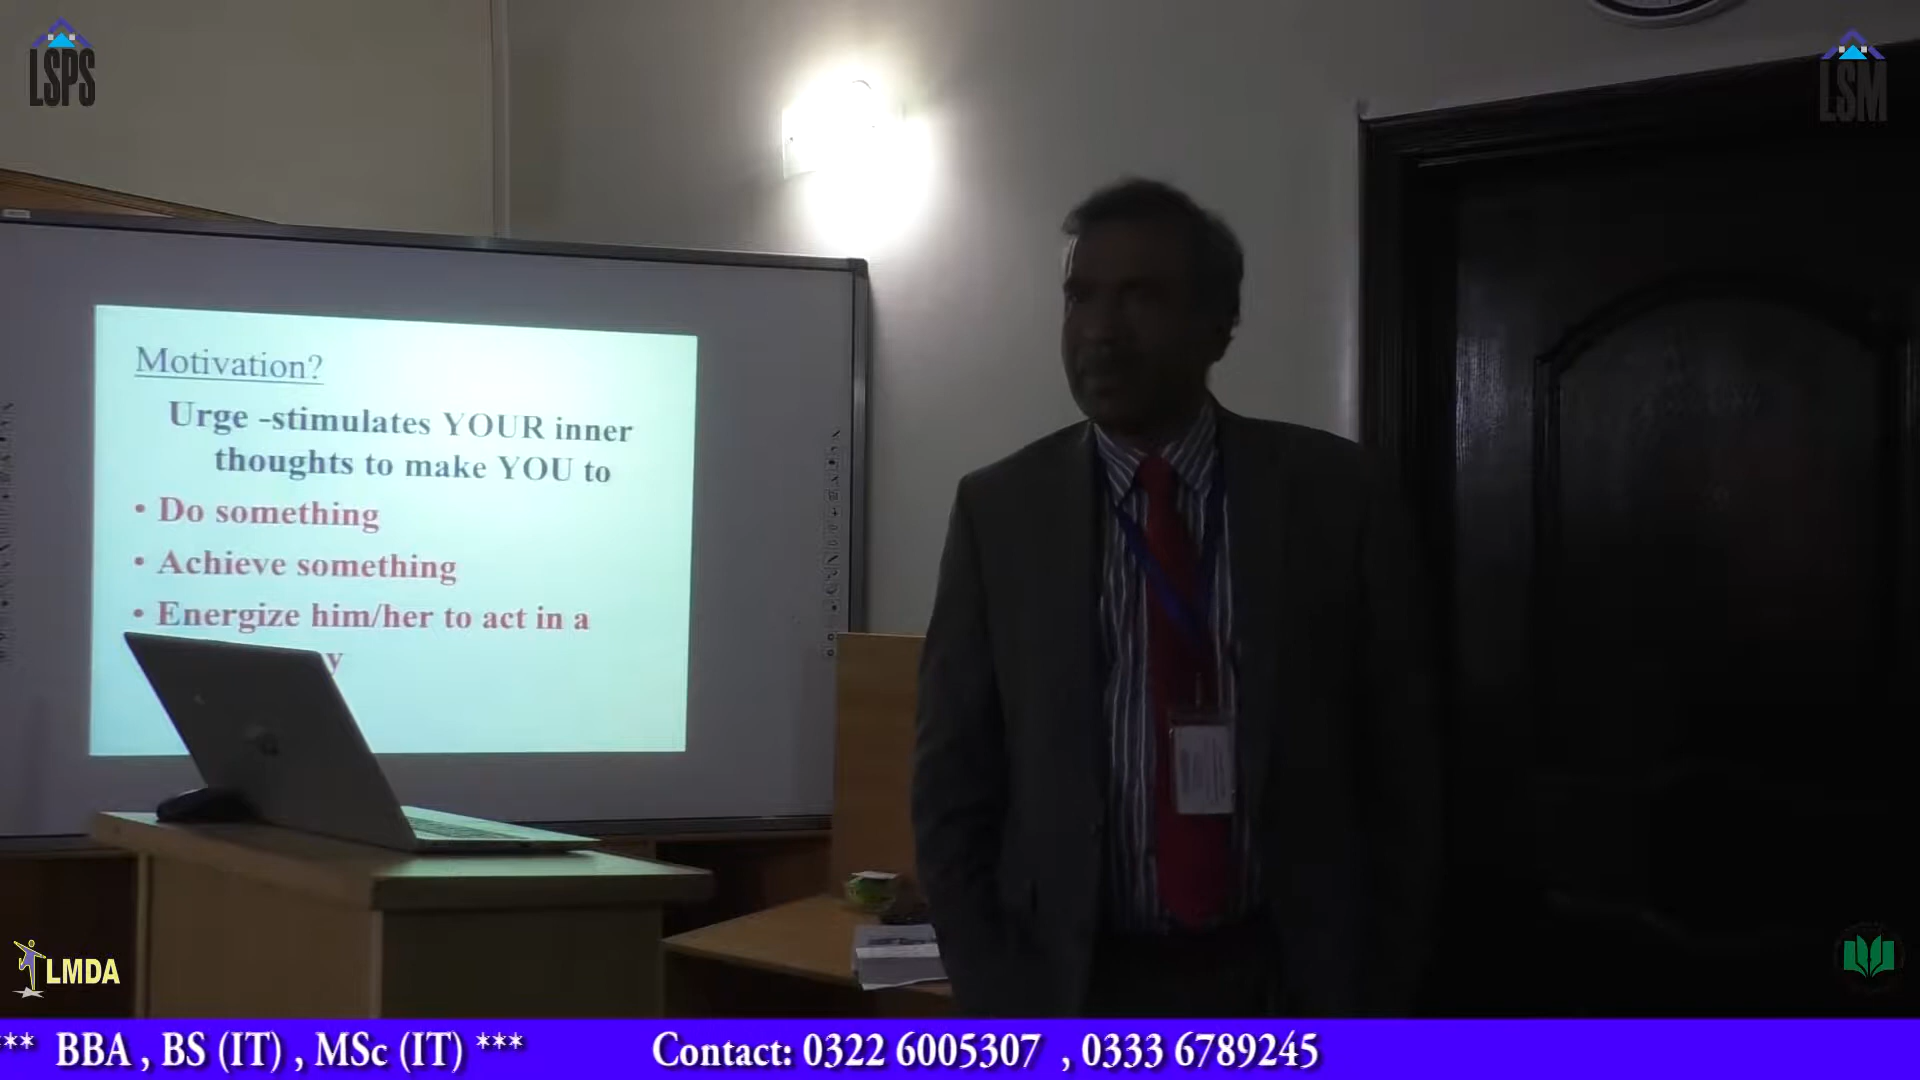 LSPS
LSM
Motivation?
Urge -stimulates YOUR inner
thoughts to make YOU to
• Do something
• Achieve something
• Energize him/her to act in a
y
LMDA
*** BBA , BS (IT) , MSc (IT) *** Contact: 0322 6005307 , 0333 6789245